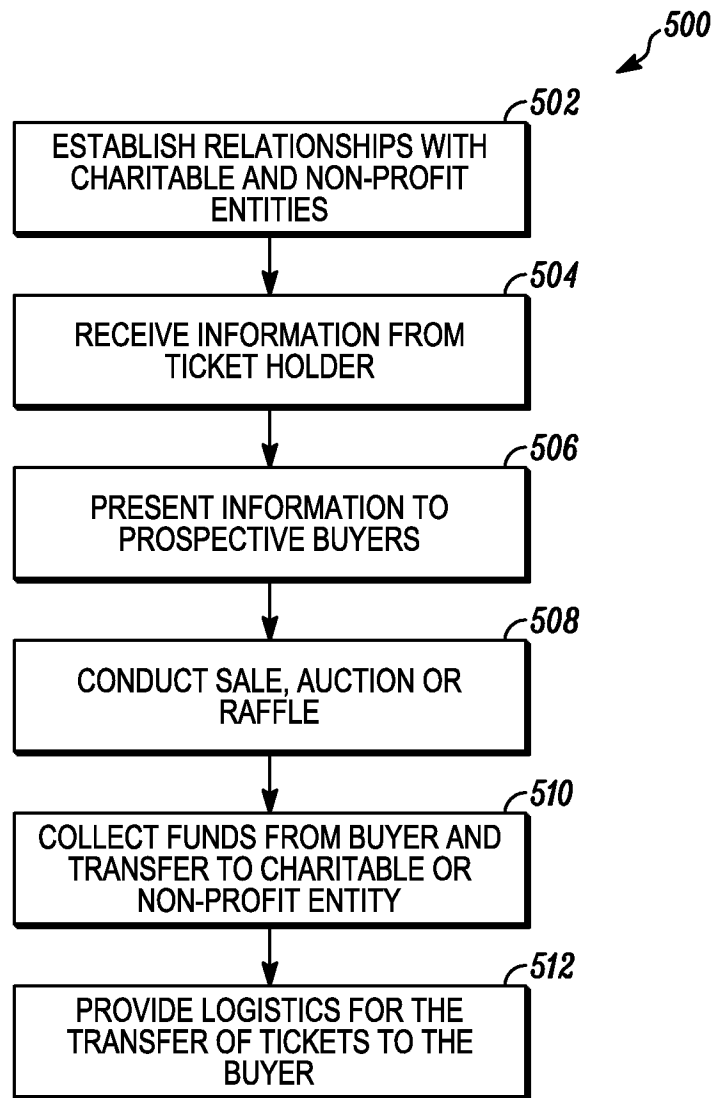 500
502
ESTABLISH RELATIONSHIPS WITH
CHARITABLE AND NON-PROFIT
ENTITIES
504
RECEIVE INFORMATION FROM
TICKET HOLDER
506
PRESENT INFORMATION TO
PROSPECTIVE BUYERS
508
CONDUCT SALE, AUCTION OR
RAFFLE
510
COLLECT FUNDS FROM BUYER AND
TRANSFER TO CHARITABLE OR
NON-PROFIT ENTITY
512
PROVIDE LOGISTICS FOR THE
TRANSFER OF TICKETS TO THE
BUYER